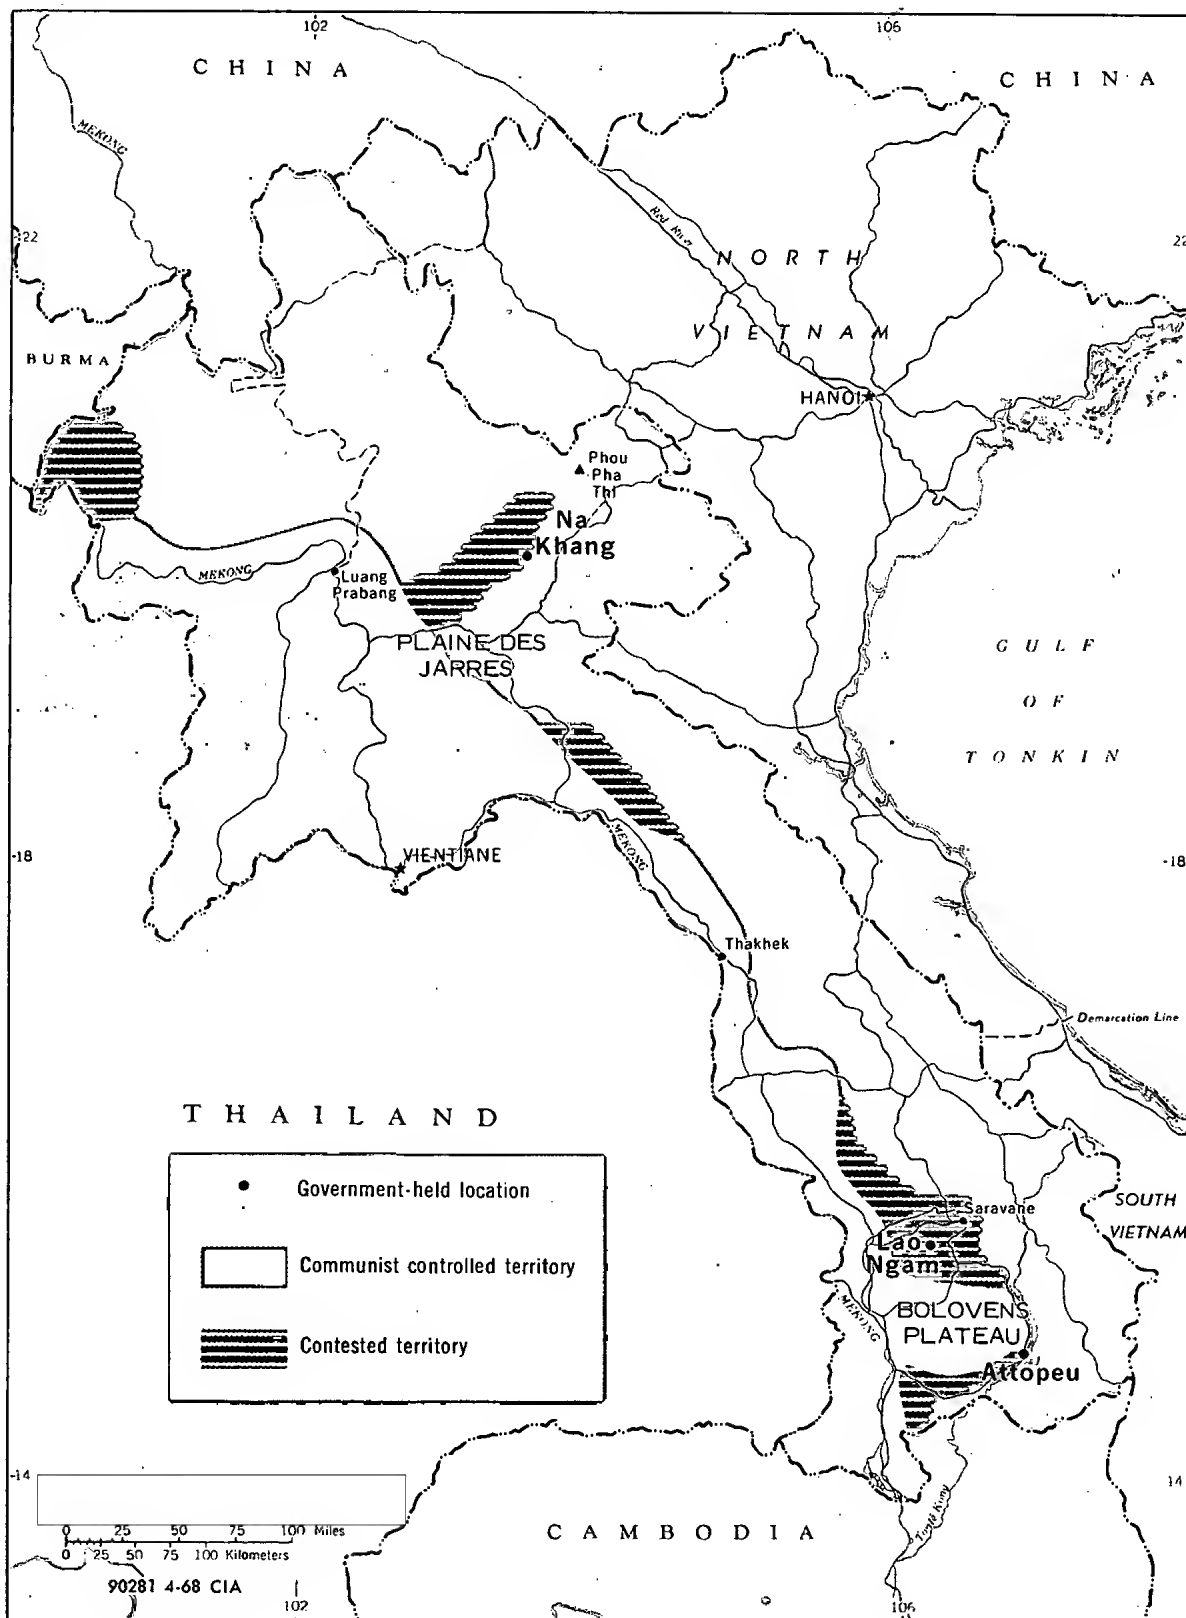 102
106
CHINA
CHINA
MEKONG
22
22
Red River
NORTH
VIETNAM
BURMA
HANOI
Phou
Pha
Thi
Na
Khang
MEKONG
Luang
Prabang
PLAINE DES
JARRES
GULF
OF
TONKIN
MEKONG
18
VIENTIANE
18
Thakhek
Demarcation Line
THAILAND
Government-held location
Communist controlled territory
Contested territory
Saravane
SOUTH
VIETNAM
Lao
Ngam
MEKONG
BOLOVENS
PLATEAU
Attopeu
14
14
0 25 50 75 100 Miles
0 25 50 75 100 Kilometers
CAMBODIA
90281 4-68 CIA
102
106